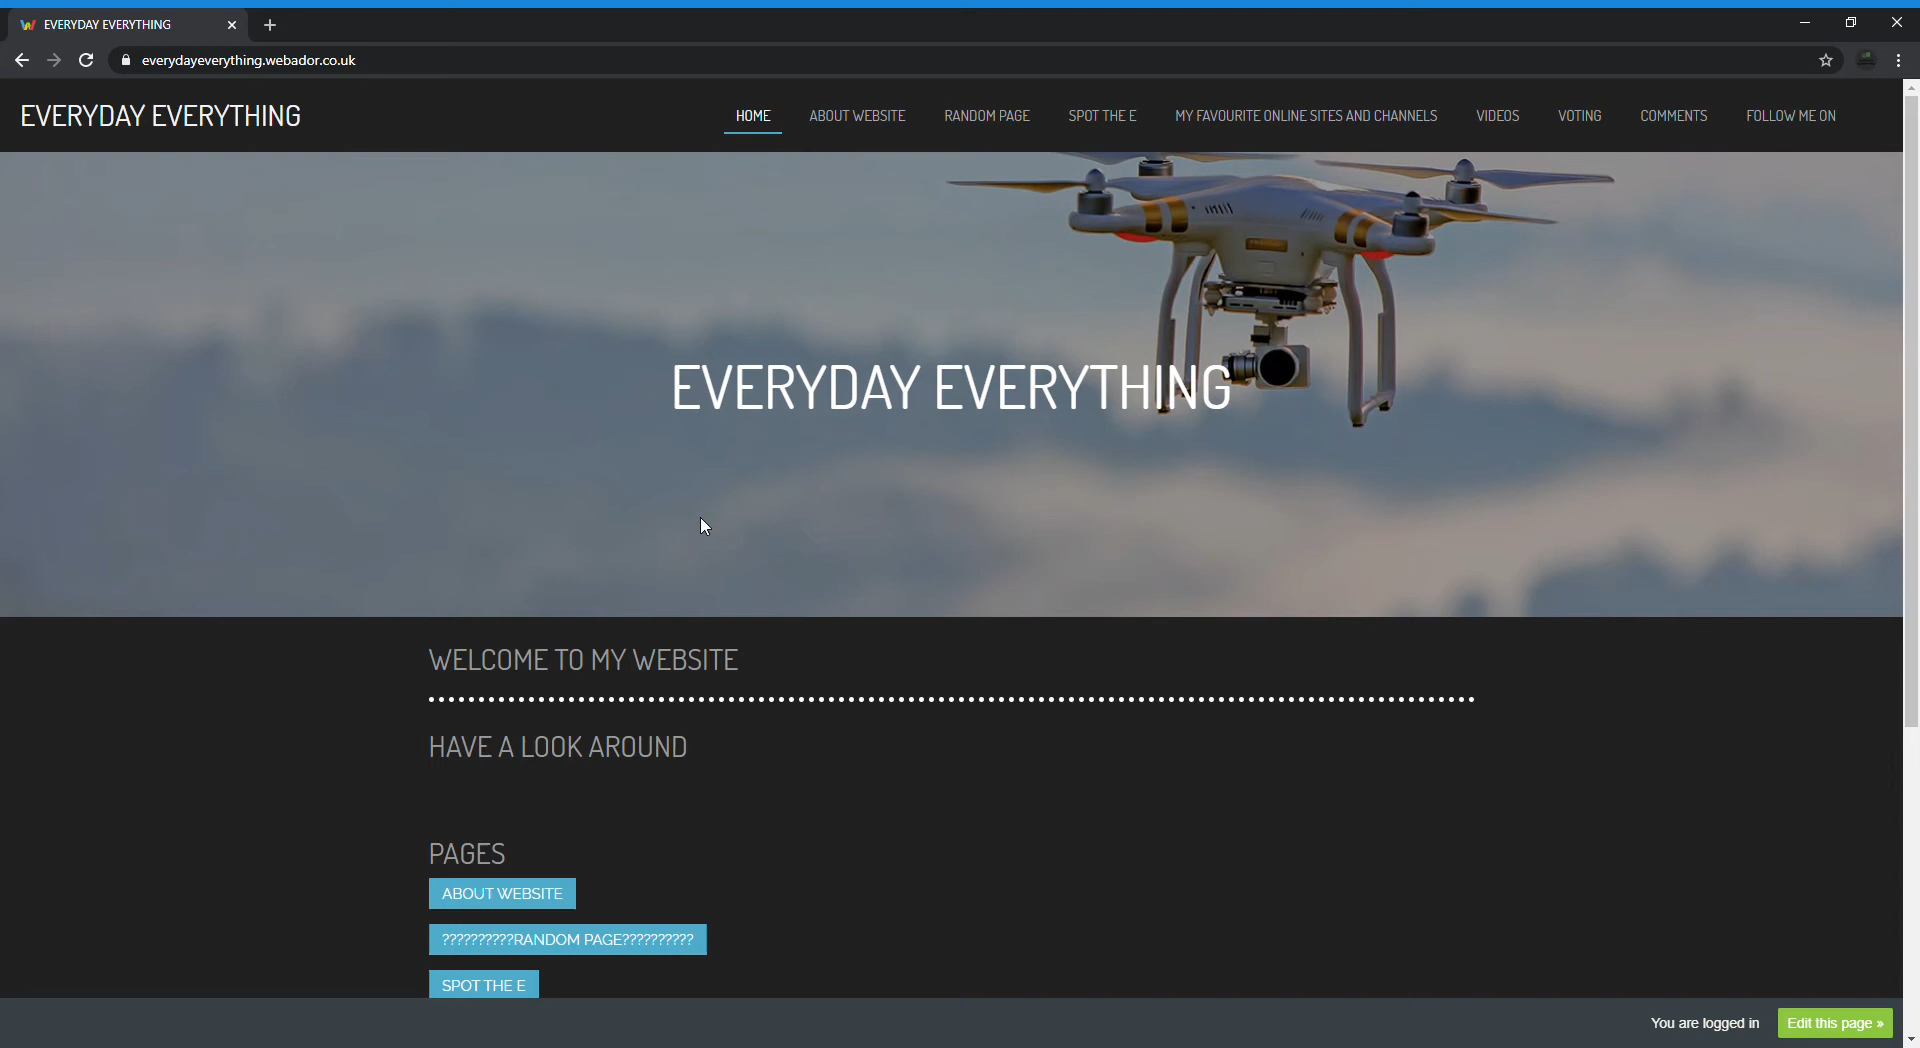 EVERYDAY EVERYTHING
everydayeverything.webador.co.uk
EVERYDAY EVERYTHING
HOME ABOUT WEBSITE RANDOM PAGE SPOT THE E MY FAVOURITE ONLINE SITES AND CHANNELS VIDEOS VOTING COMMENTS FOLLOW ME ON
EVERYDAY EVERYTHING
WELCOME TO MY WEBSITE
HAVE A LOOK AROUND
PAGES
ABOUT WEBSITE
??????????RANDOM PAGE??????????
SPOT THE E
You are logged in Edit this page »